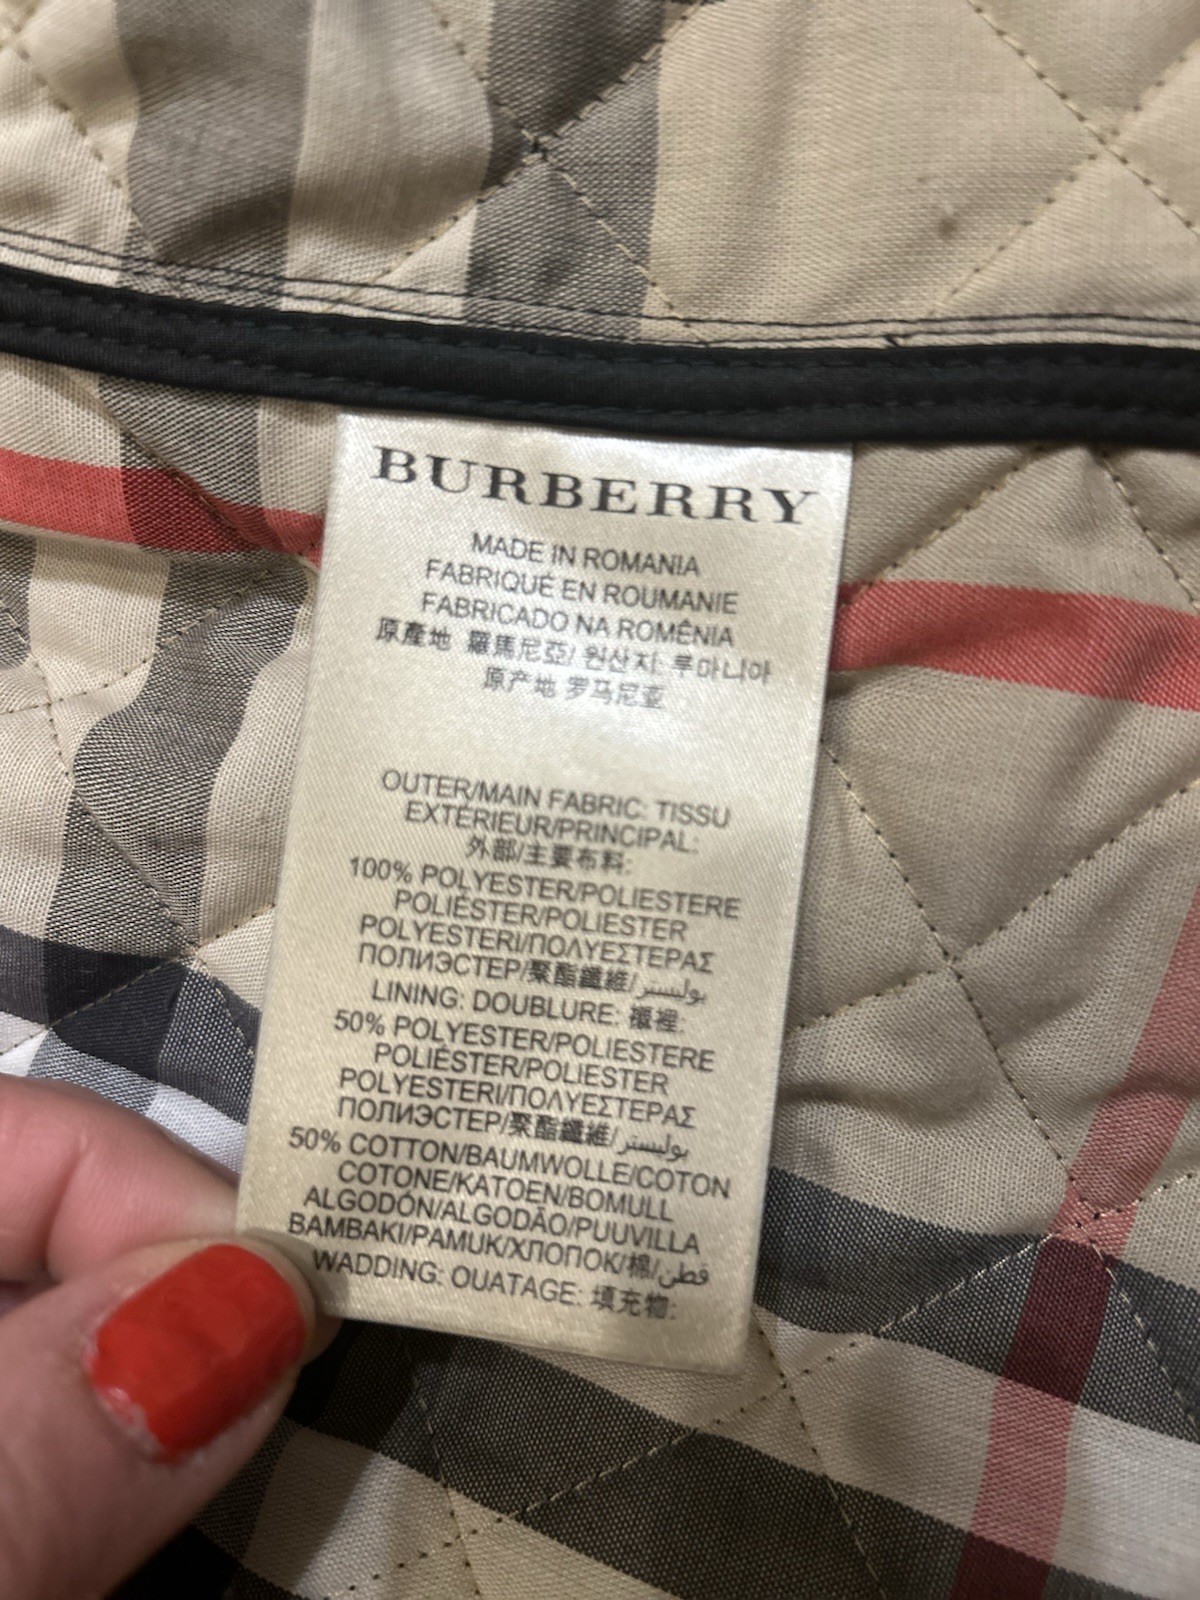 BURBERRY
MADE IN ROMANIA
FABRIQUÉ EN ROUMANIE
FABRICADO NA ROMÊNIA
原產地 羅馬尼亞/ 원산지: 루마니아
原产地 罗马尼亚
OUTER/MAIN FABRIC: TISSU
EXTÉRIEUR/PRINCIPAL:
外部/主要布料:
100% POLYESTER/POLIESTERE
POLIÉSTER/POLIESTER
POLYESTERI/ΠΟΛΥΕΣΤΕΡΑΣ
ПОЛИЭСТЕР/聚酯纖維/بوليستر
LINING: DOUBLURE: 襯裡:
50% POLYESTER/POLIESTERE
POLIÉSTER/POLIESTER
POLYESTERI/ΠΟΛΥΕΣΤΕΡΑΣ
ПОЛИЭСТЕР/聚酯纖維/بوليستر
50% COTTON/BAUMWOLLE/COTON
COTONE/KATOEN/BOMULL
ALGODÓN/ALGODÃO/PUUVILLA
BAMBAKI/PAMUK/ХЛОПОК/棉/قطن
WADDING: OUATAGE: 填充物: